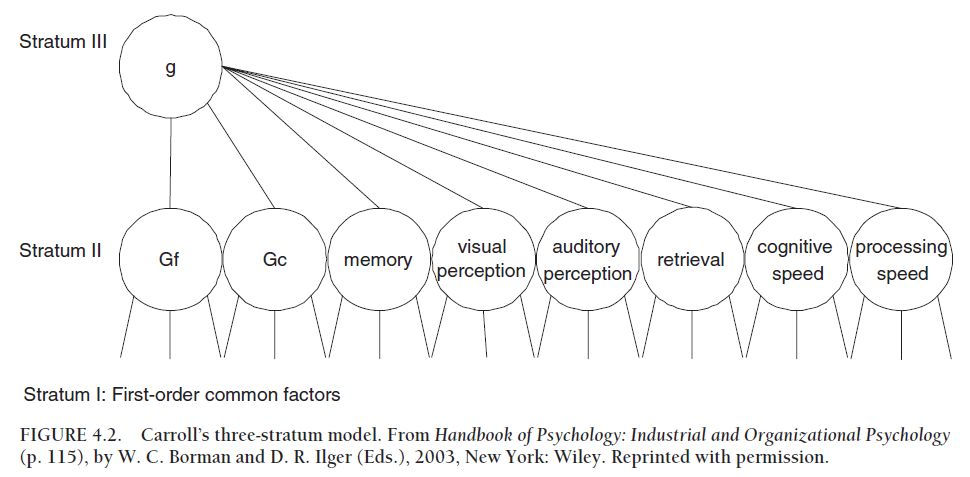 Stratum III
g
Stratum II
Gf
Gc
memory
visual
perception
auditory
perception
retrieval
cognitive
speed
processing
speed
Stratum I: First-order common factors
FIGURE 4.2. Carroll's three-stratum model. From Handbook of Psychology: Industrial and Organizational Psychology
(p. 115), by W. C. Borman and D. R. Ilger (Eds.), 2003, New York: Wiley. Reprinted with permission.